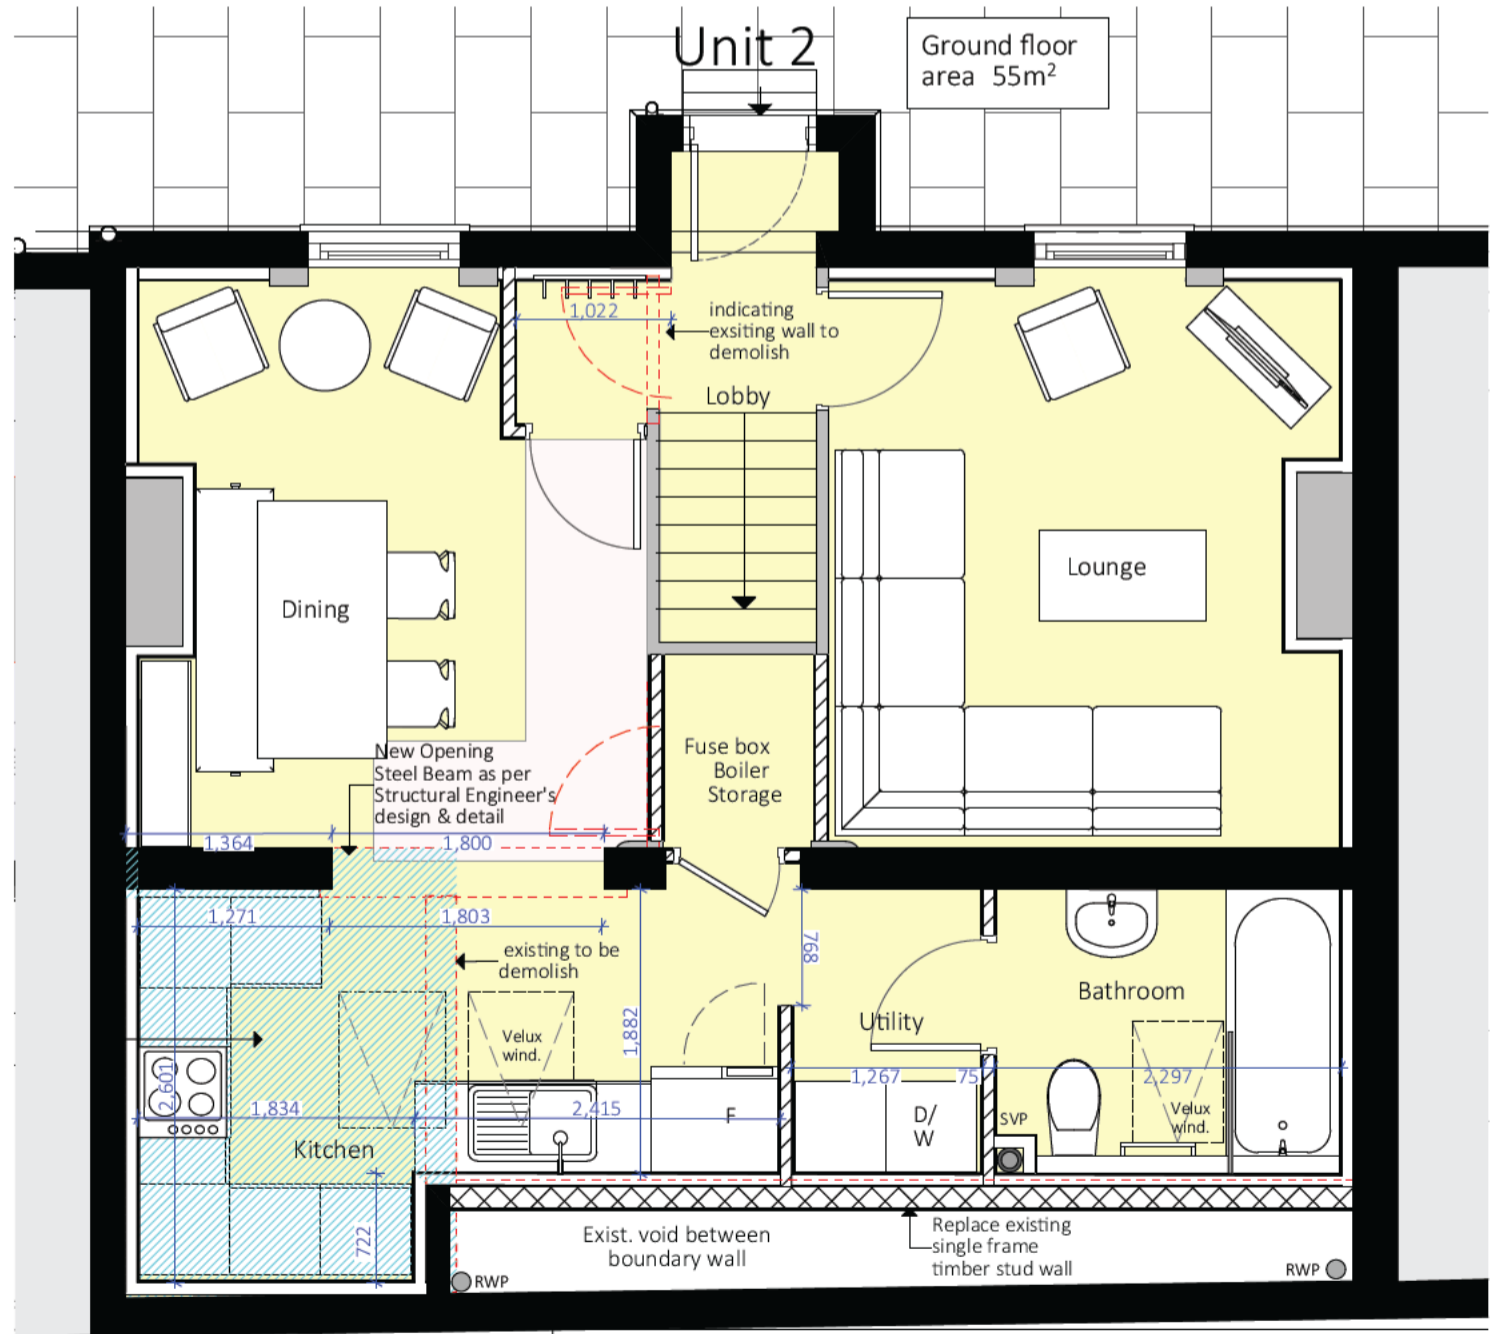 Unit 2
Ground floor
area 55m²
1,022
indicating
exsiting wall to
demolish
Lobby
Dining
Lounge
Fuse box
Boiler
Storage
New Opening
Steel Beam as per
Structural Engineer's
design & detail
1,364
1,800
1,271
1,803
existing to be
demolish
768
Bathroom
Utility
Velux
wind.
1,882
2,601
1,834
2,415
F
1,267
75
2,297
D/
W
SVP
Velux
wind.
Kitchen
722
Exist. void between
boundary wall
Replace existing
single frame
timber stud wall
RWP
RWP